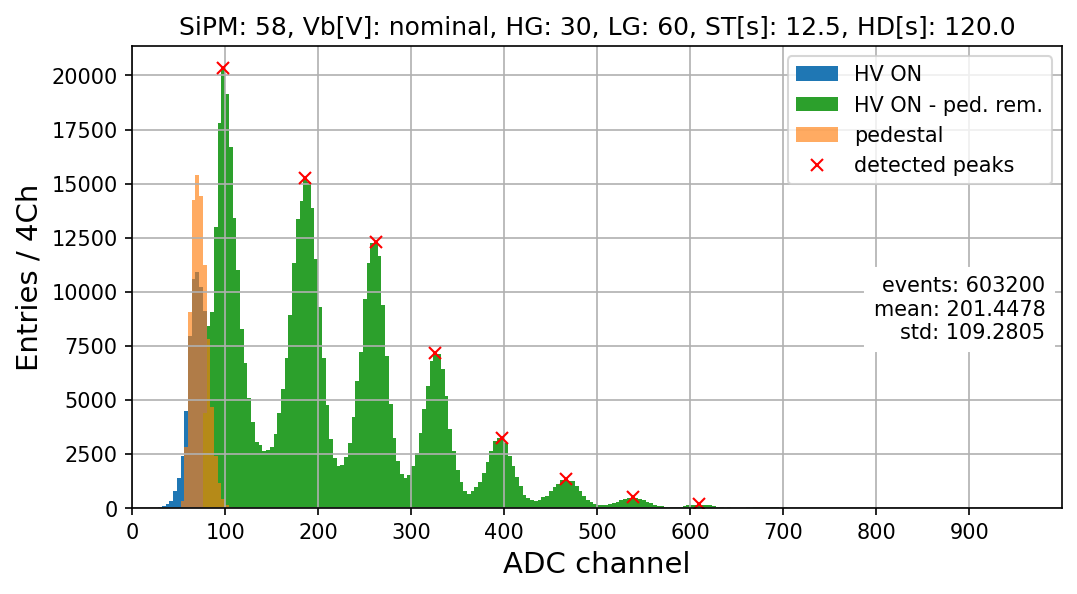 SiPM: 58, Vb[V]: nominal, HG: 30, LG: 60, ST[s]: 12.5, HD[s]: 120.0
Entries / 4Ch
20000
17500
15000
12500
10000
7500
5000
2500
0
HV ON
HV ON - ped. rem.
pedestal
detected peaks
events: 603200
mean: 201.4478
std: 109.2805
0 100 200 300 400 500 600 700 800 900
ADC channel